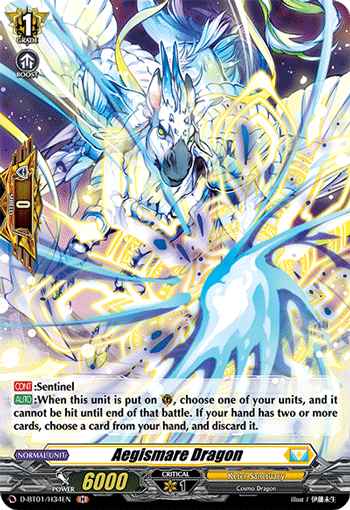 1
GRADE
BOOST
0
CONT:Sentinel
AUTO:When this unit is put on , choose one of your units, and it
cannot be hit until end of that battle. If your hand has two or more
cards, choose a card from your hand, and discard it.
NORMAL UNIT
Aegismare Dragon
Keter Sanctuary
Cosmo Dragon
D-BT01/H34EN H
POWER 6000
CRITICAL
1
Illust / 伊藤未生